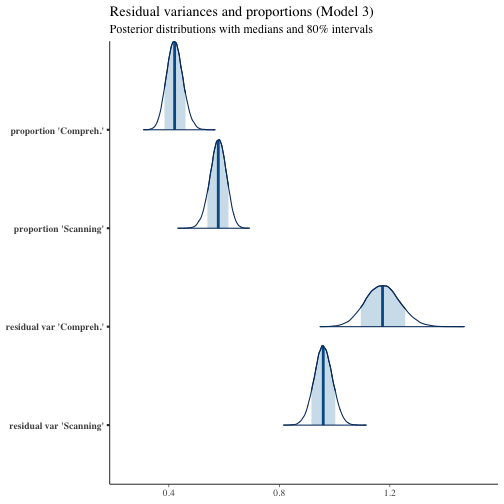 Residual variances and proportions (Model 3)
Posterior distributions with medians and 80% intervals
proportion 'Compreh.'
proportion 'Scanning'
residual var 'Compreh.'
residual var 'Scanning'
0.4 0.8 1.2